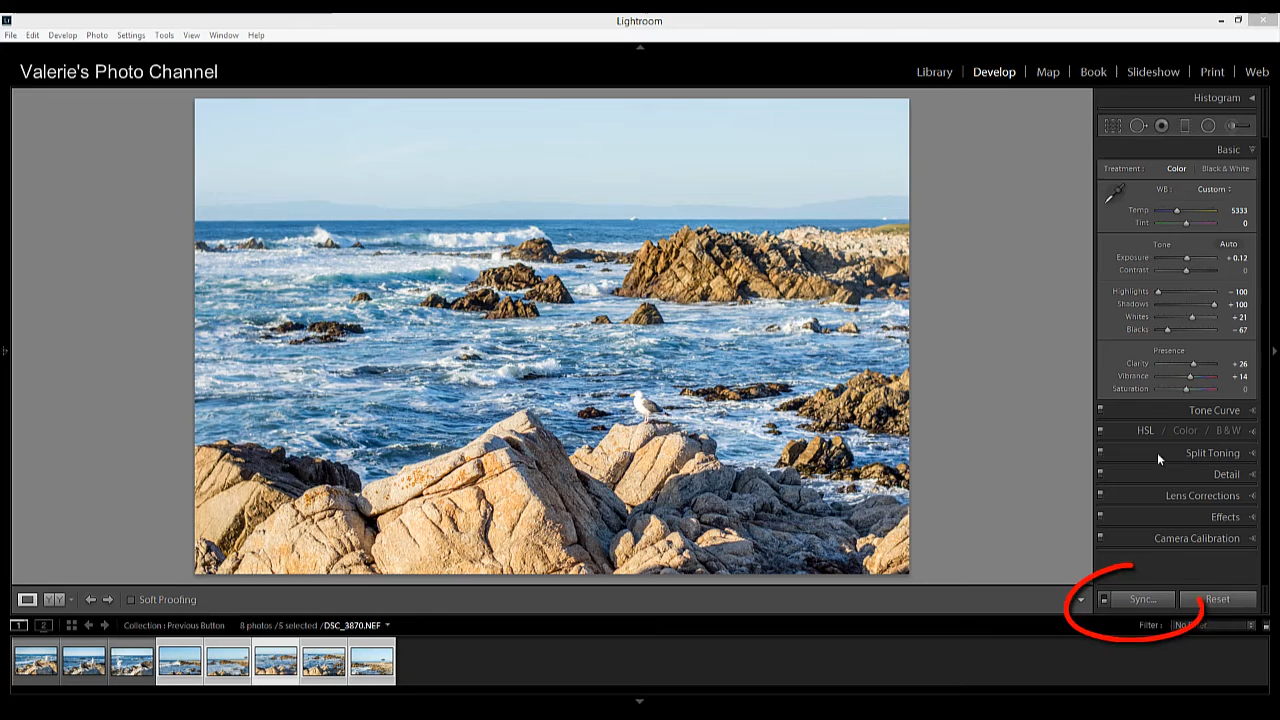 Lightroom
File Edit Develop Photo Settings Tools View Window Help
Valerie's Photo Channel
Library | Develop | Map | Book | Slideshow | Print | Web
Histogram
Basic
Treatment : Color | Black & White
WB : Custom
Temp 5333
Tint 0
Tone Auto
Exposure + 0.12
Contrast 0
Highlights − 100
Shadows + 100
Whites + 21
Blacks − 67
Presence
Clarity + 26
Vibrance + 14
Saturation 0
Tone Curve
HSL / Color / B & W
Split Toning
Detail
Lens Corrections
Effects
Camera Calibration
YY Soft Proofing
Sync... Reset
1 2 Collection : Previous Button 8 photos /5 selected /DSC_3870.NEF Filter :